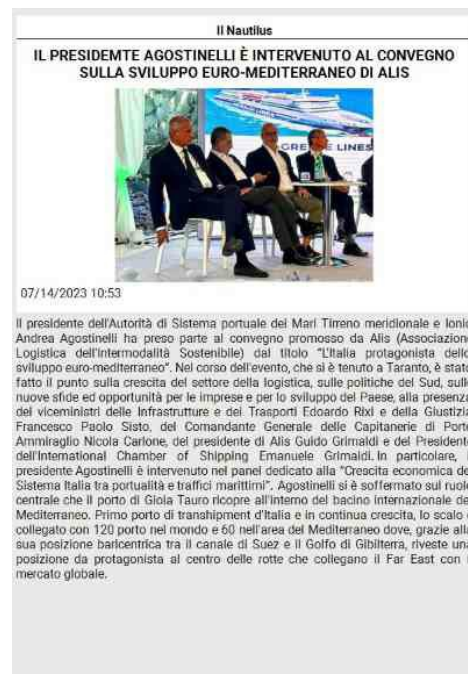 Il Nautilus
IL PRESIDEMTE AGOSTINELLI È INTERVENUTO AL CONVEGNO
SULLA SVILUPPO EURO-MEDITERRANEO DI ALIS
LINES
07/14/2023 10:53
Il presidente dell'Autorità di Sistema portuale dei Mari Tirreno meridionale e Ionio
Andrea Agostinelli ha preso parte al convegno promosso da Alis (Associazione
Logistica dell'Intermodalità Sostenibile) dal titolo "L'Italia protagonista dello
sviluppo euro-mediterraneo". Nel corso dell'evento, che si è tenuto a Taranto, è stato
fatto il punto sulla crescita del settore della logistica, sulle politiche del Sud, sulle
nuove sfide ed opportunità per le imprese e per lo sviluppo del Paese, alla presenza
dei viceministri delle Infrastrutture e dei Trasporti Edoardo Rixi e della Giustizia
Francesco Paolo Sisto, del Comandante Generale delle Capitanerie di Porto
Ammiraglio Nicola Carlone, del presidente di Alis Guido Grimaldi e del Presidente
dell'International Chamber of Shipping Emanuele Grimaldi. In particolare, i
presidente Agostinelli è intervenuto nel panel dedicato alla "Crescita economica de
Sistema Italia tra portualità e traffici marittimi". Agostinelli si è soffermato sul ruolo
centrale che il porto di Gioia Tauro ricopre all'interno del bacino internazionale de
Mediterraneo. Primo porto di transhipment d'Italia e in continua crescita, lo scalo
collegato con 120 porto nel mondo e 60 nell'area del Mediterraneo dove, grazie alla
sua posizione baricentrica tra il canale di Suez e il Golfo di Gibilterra, riveste una
posizione da protagonista al centro delle rotte che collegano il Far East con
mercato globale.